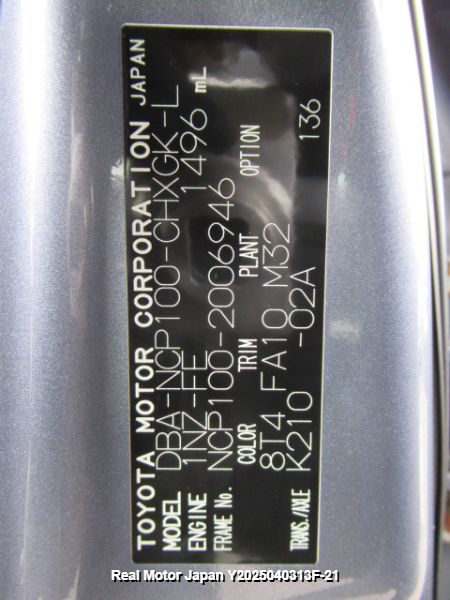 TOYOTA MOTOR CORPORATION JAPAN
MODEL DBA-NCP100-CHXGK-L
ENGINE 1NZ-FE 1496 mL
FRAME No. NCP100-2006946
COLOR TRIM PLANT OPTION
8T4 FA10 M32 136
TRANS./AXLE K210 -02A
Real Motor Japan Y2025040313F-21